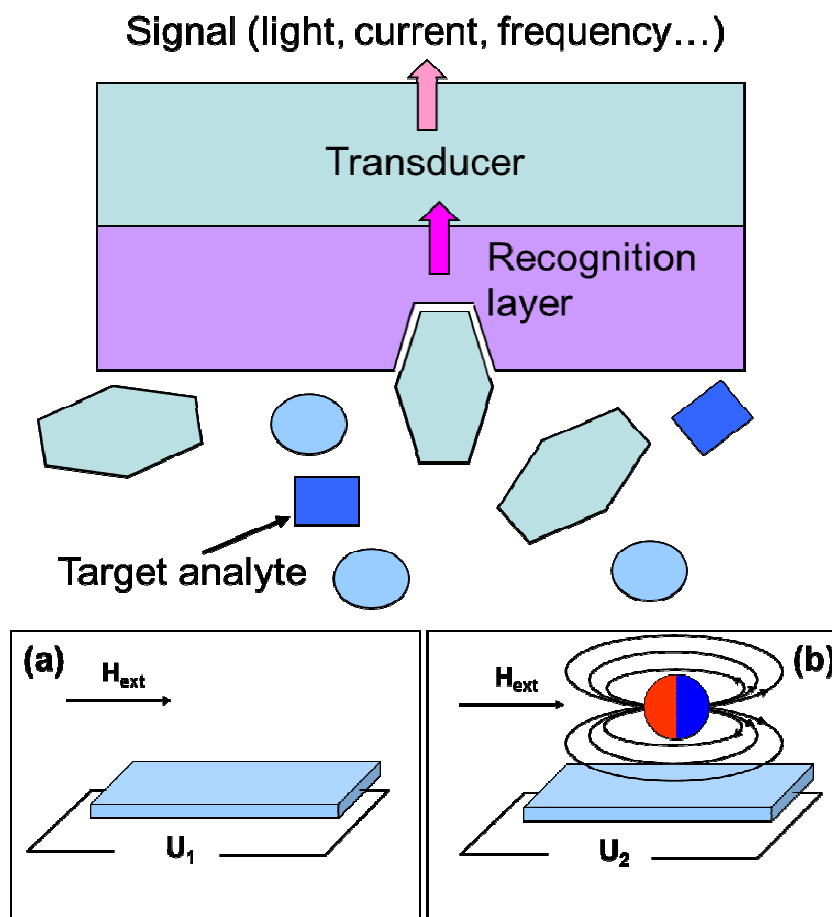 Signal (light, current, frequency…)
Transducer
Recognition
layer
Target analyte
(a)
Hext
U1
(b)
Hext
U2